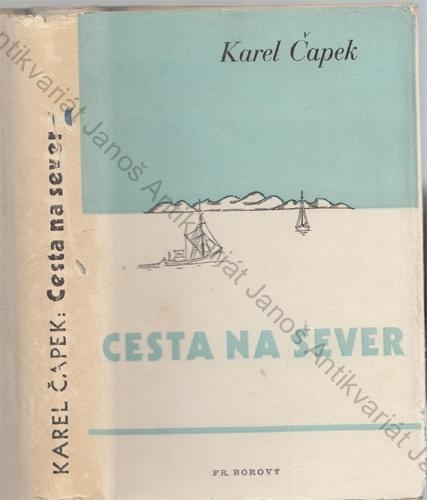 Karel Čapek
CESTA NA SEVER
FR. BOROVÝ
KAREL ČAPEK: Cesta na sever
Antikvariát Janoš Antikvariát Janoš Antikvariát Janoš